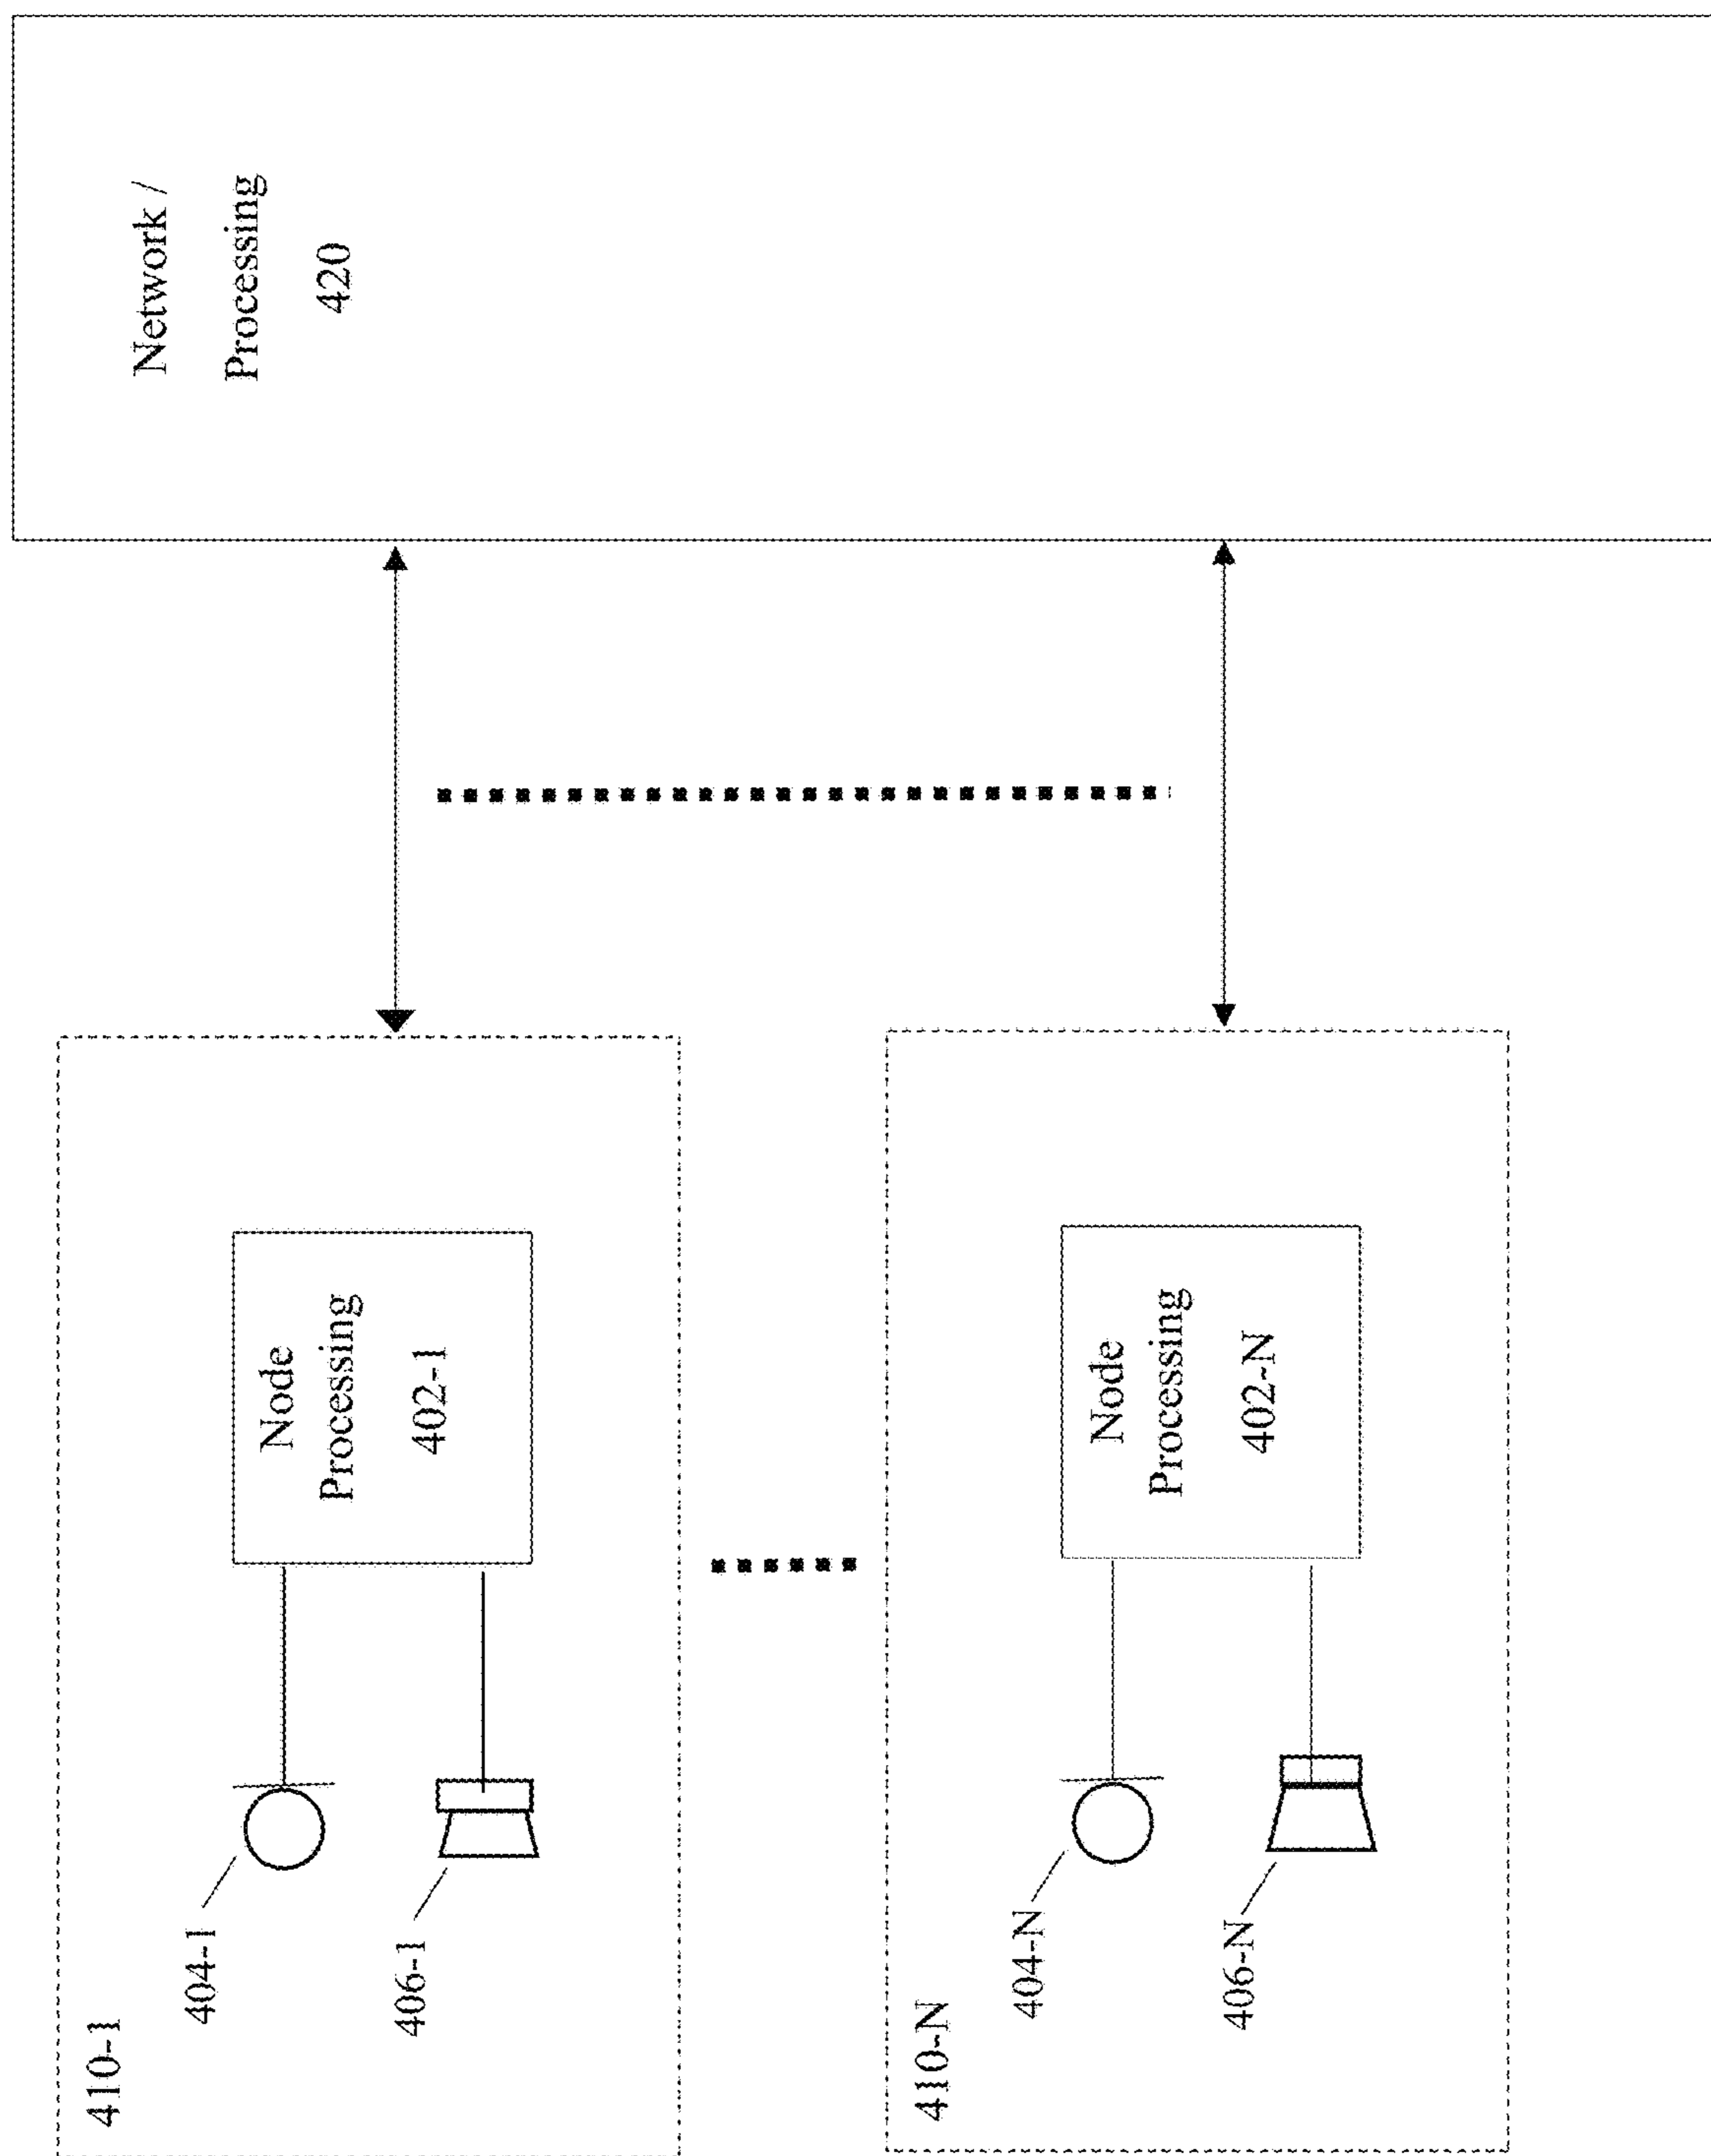 410-1
404-1
406-1
Node
Processing
402-1
410-N
404-N
406-N
Node
Processing
402-N
Network /
Processing
420